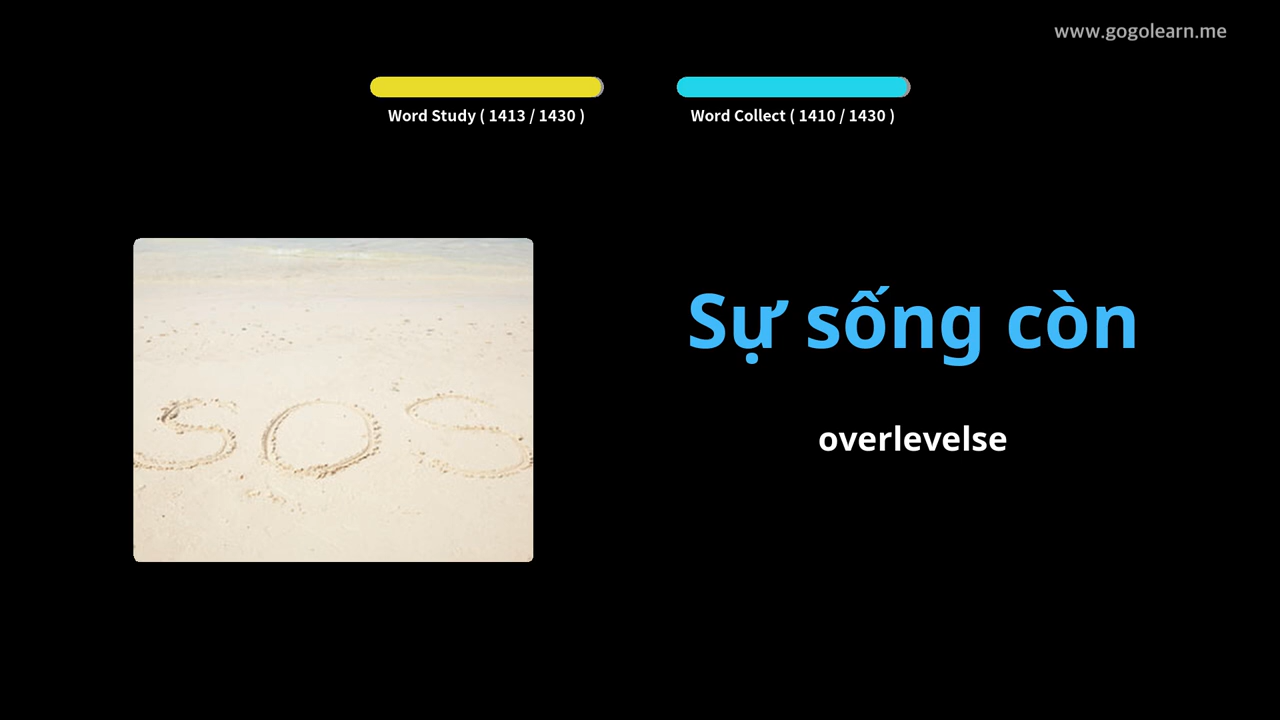 www.gogolearn.me
Word Study ( 1413 / 1430 )
Word Collect ( 1410 / 1430 )
SOS
Sự sống còn
overlevelse